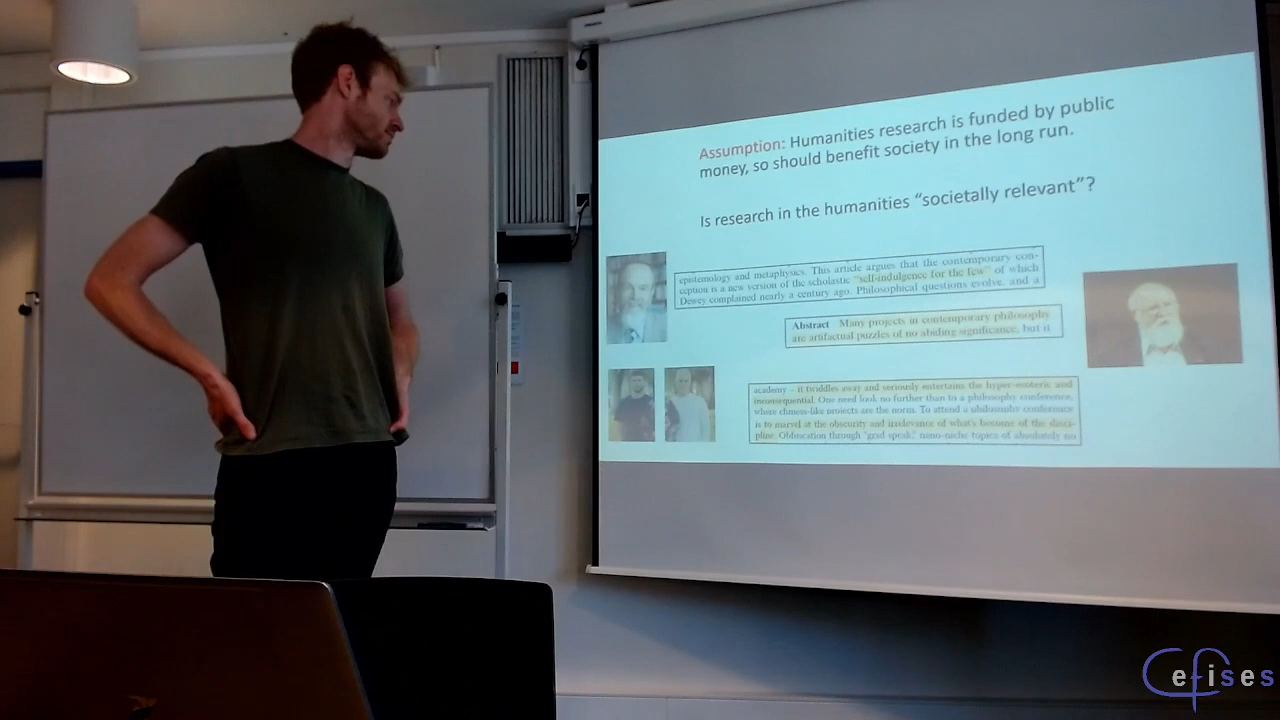 Assumption: Humanities research is funded by public
money, so should benefit society in the long run.
Is research in the humanities “societally relevant”?
epistemology and metaphysics. This article argues that the contemporary con-
ception is a new version of the scholastic “self-indulgence for the few” of which
Dewey complained nearly a century ago. Philosophical questions evolve, and a
Abstract Many projects in contemporary philosophy
are artifactual puzzles of no abiding significance, but it
academy – it twiddles away and seriously entertains the hyper-esoteric and
inconsequential. One need look no further than to a philosophy conference,
where chmess-like projects are the norm. To attend a philosophy conference
is to marvel at the obscurity and irrelevance of what's become of the disci-
pline. Obfuscation through "grad speak," nano-niche topics of absolutely no
Cefises